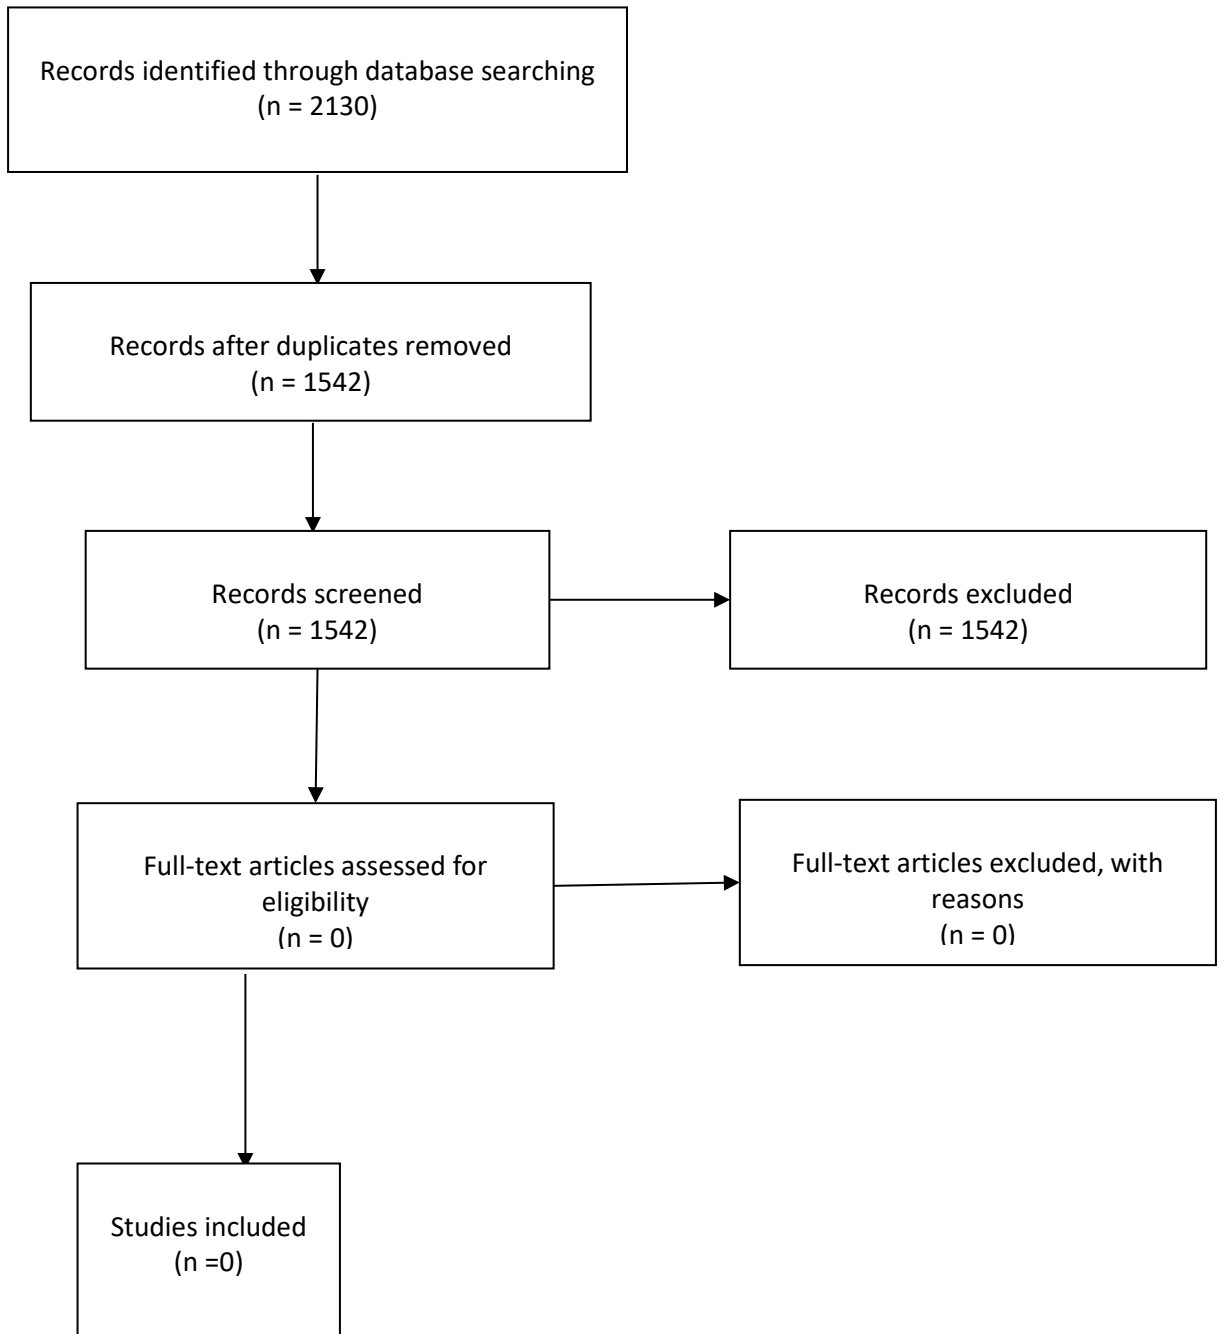 Records identified through database searching
(n = 2130)
Records after duplicates removed
(n = 1542)
Records screened
(n = 1542)
Records excluded
(n = 1542)
Full-text articles assessed for
eligibility
(n = 0)
Full-text articles excluded, with
reasons
(n = 0)
Studies included
(n =0)